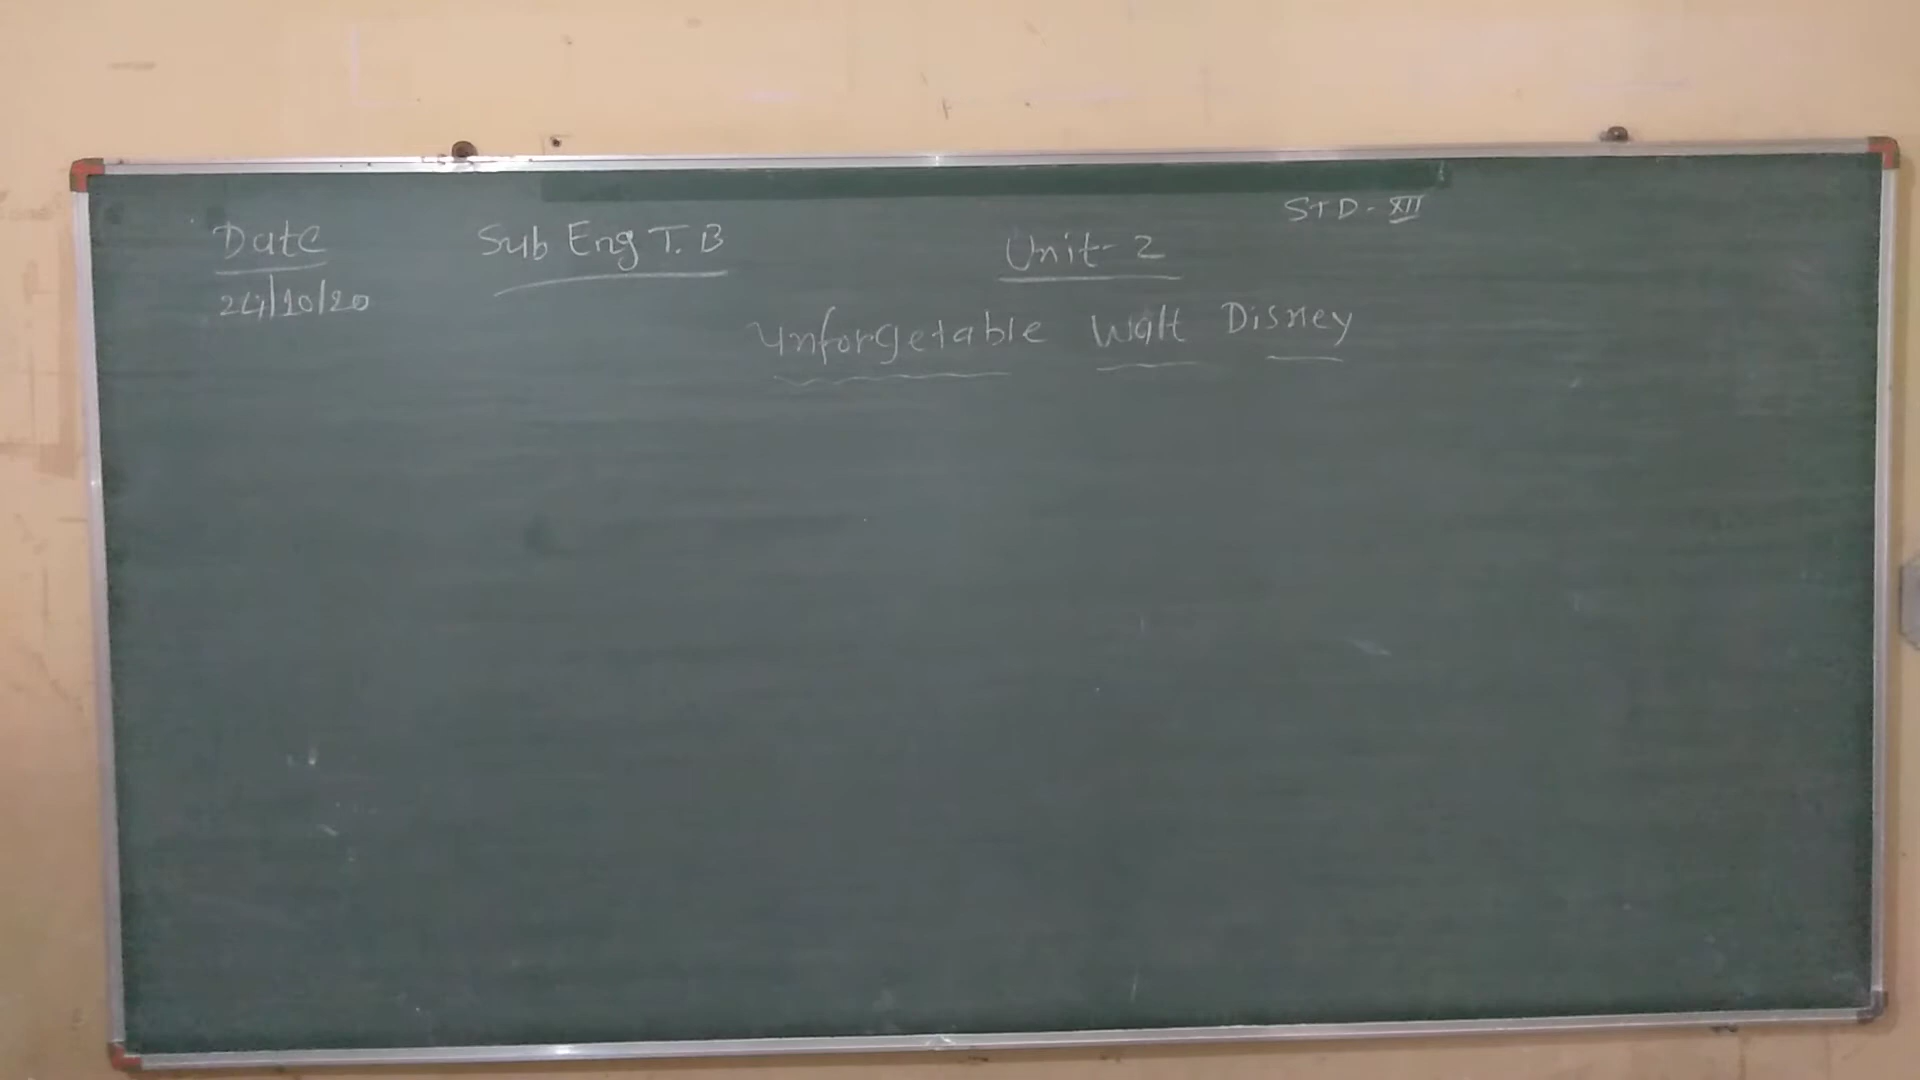 STD-XII
Date Sub Eng T.B Unit-2
24/10/20
Unforgetable Walt Disney